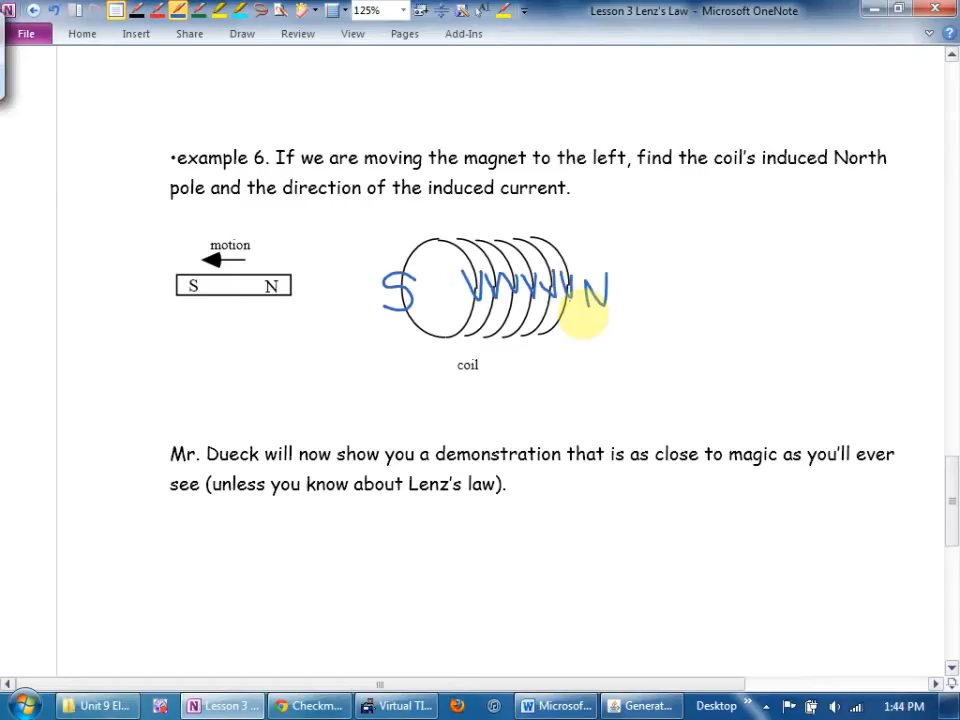 125%
Lesson 3 Lenz's Law - Microsoft OneNote
File Home Insert Share Draw Review View Pages Add-Ins
•example 6. If we are moving the magnet to the left, find the coil's induced North
pole and the direction of the induced current.
motion
S N
S N
coil
Mr. Dueck will now show you a demonstration that is as close to magic as you'll ever
see (unless you know about Lenz's law).
Unit 9 El... Lesson 3 ... Checkm... Virtual TI... Microsof... Generat... Desktop 1:44 PM